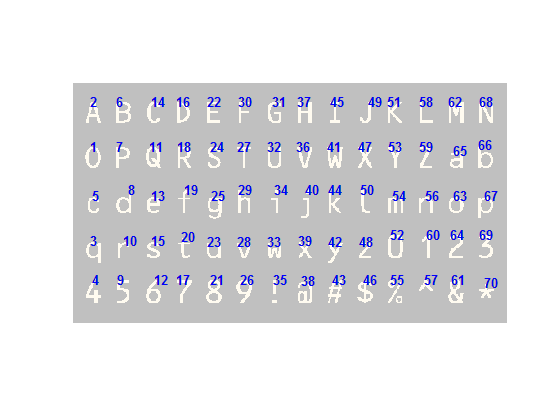 2 6 14 16 22 30 31 37 45 49 51 58 62 68
A B C D E F G H I J K L M N
1 7 11 18 24 27 32 36 41 47 53 59 65 66
O P Q R S T U V W X Y Z a b
5 8 13 19 25 29 34 40 44 50 54 56 63 67
c d e f g h i j k l m n o p
3 10 15 20 23 28 33 39 42 48 52 60 64 69
q r s t u v w x y z 0 1 2 3
4 9 12 17 21 26 35 38 43 46 55 57 61 70
4 5 6 7 8 9 ! @ # $ % ^ & *